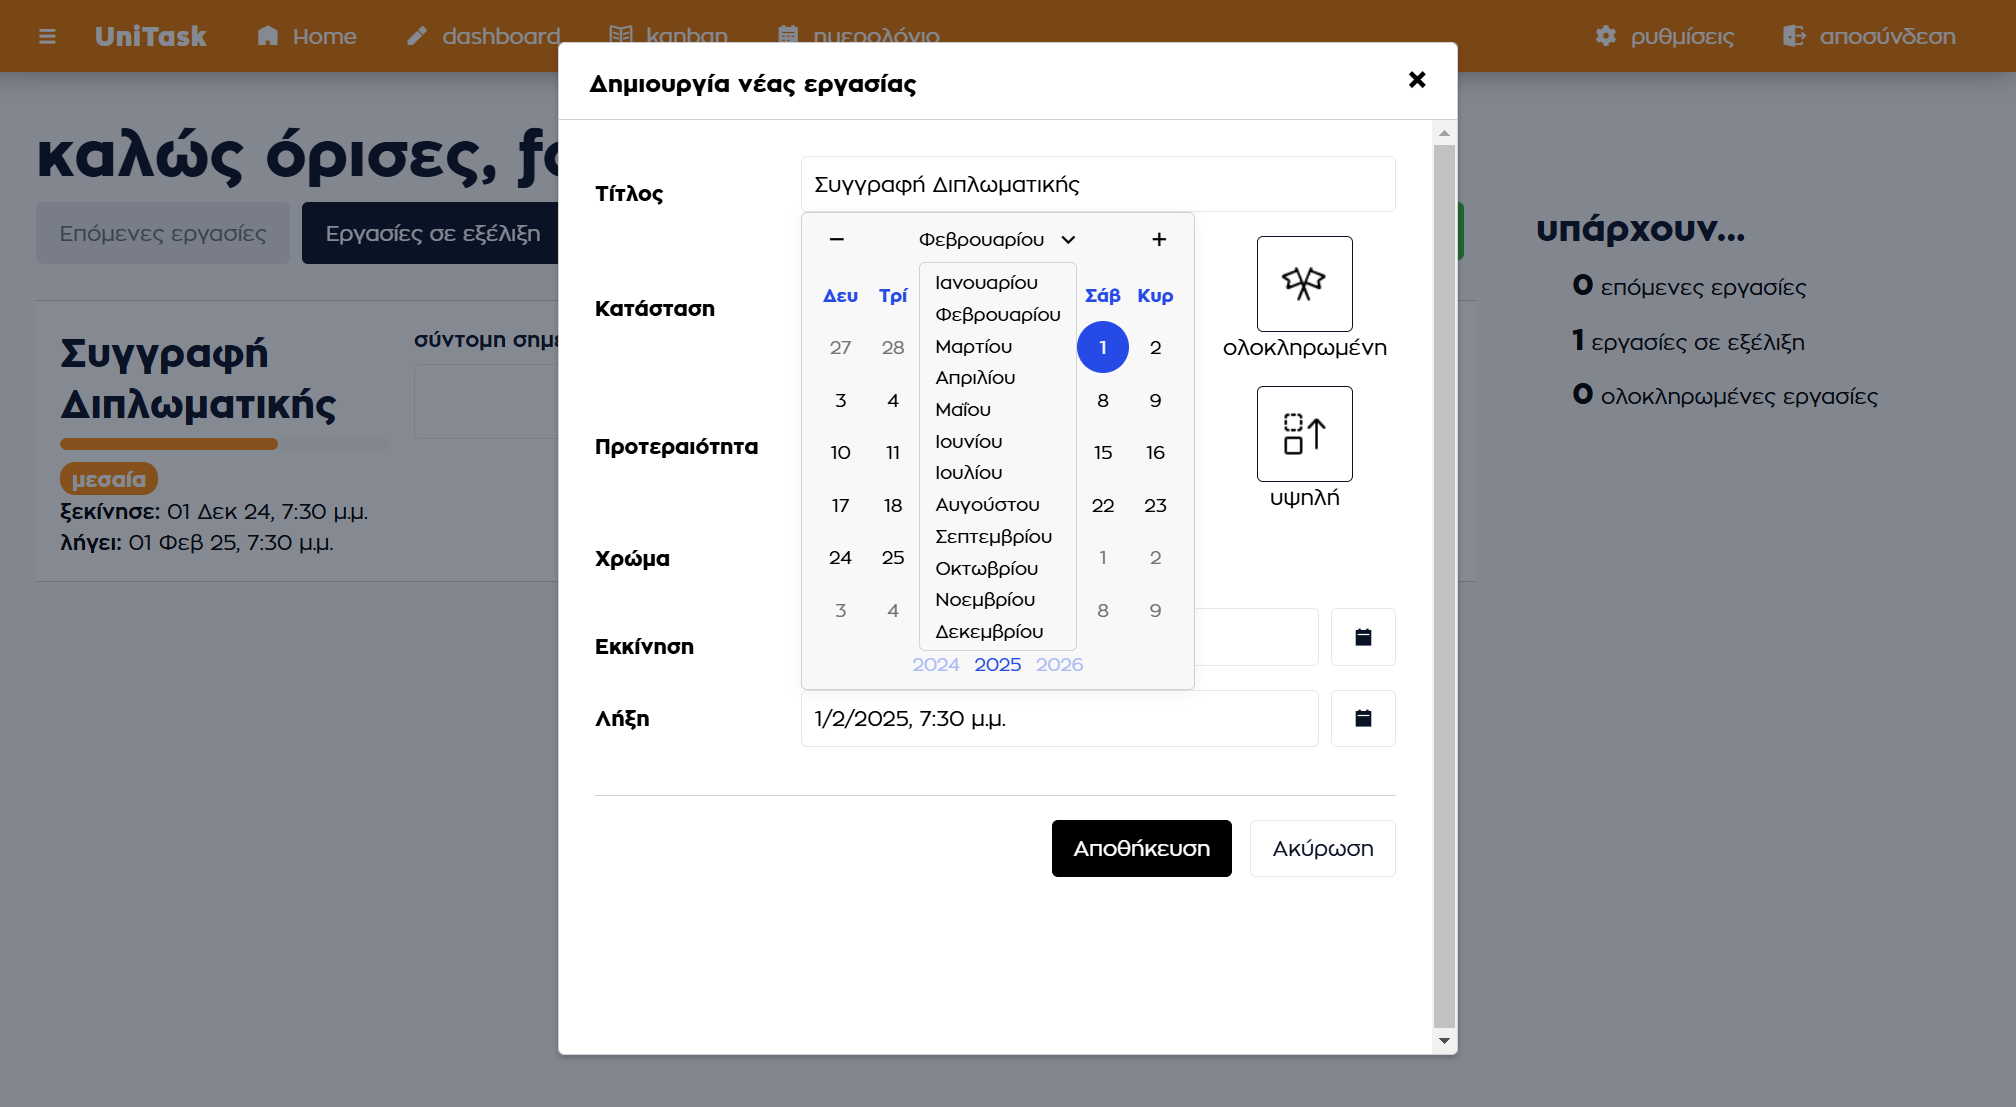 UniTask Home dashboard kanban ημερολόγιο ρυθμίσεις αποσύνδεση
Δημιουργία νέας εργασίας
καλώς όρισες,
Επόμενες εργασίες Εργασίες σε εξέλιξη
Συγγραφή
Διπλωματικής
σύντομη
μεσαία
ξεκίνησε: 01 Δεκ 24, 7:30 μ.μ.
λήγει: 01 Φεβ 25, 7:30 μ.μ.
Τίτλος
Συγγραφή Διπλωματικής
Κατάσταση
ολοκληρωμένη
Προτεραιότητα
υψηλή
Χρώμα
Εκκίνηση
Φεβρουαρίου
Δευ Τρί Σάβ Κυρ
27 28 1 2
3 4 8 9
10 11 15 16
17 18 22 23
24 25 1 2
3 4 8 9
Ιανουαρίου
Φεβρουαρίου
Μαρτίου
Απριλίου
Μαΐου
Ιουνίου
Ιουλίου
Αυγούστου
Σεπτεμβρίου
Οκτωβρίου
Νοεμβρίου
Δεκεμβρίου
2024 2025 2026
Λήξη
1/2/2025, 7:30 μ.μ.
Αποθήκευση Ακύρωση
υπάρχουν...
0 επόμενες εργασίες
1 εργασίες σε εξέλιξη
0 ολοκληρωμένες εργασίες